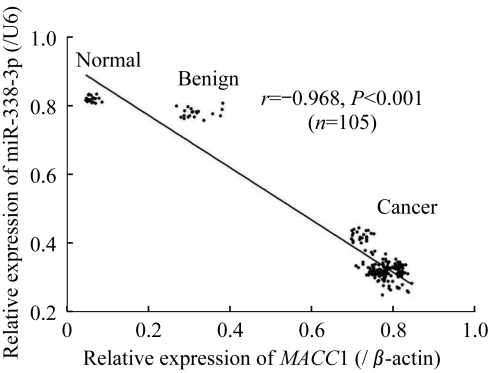 Relative expression of miR-338-3p (/U6)
1.0
0.8
0.6
0.4
0.2
Normal
Benign
r=−0.968, P<0.001
(n=105)
Cancer
0
0.2
0.4
0.6
0.8
1.0
Relative expression of MACC1 (/ β-actin)